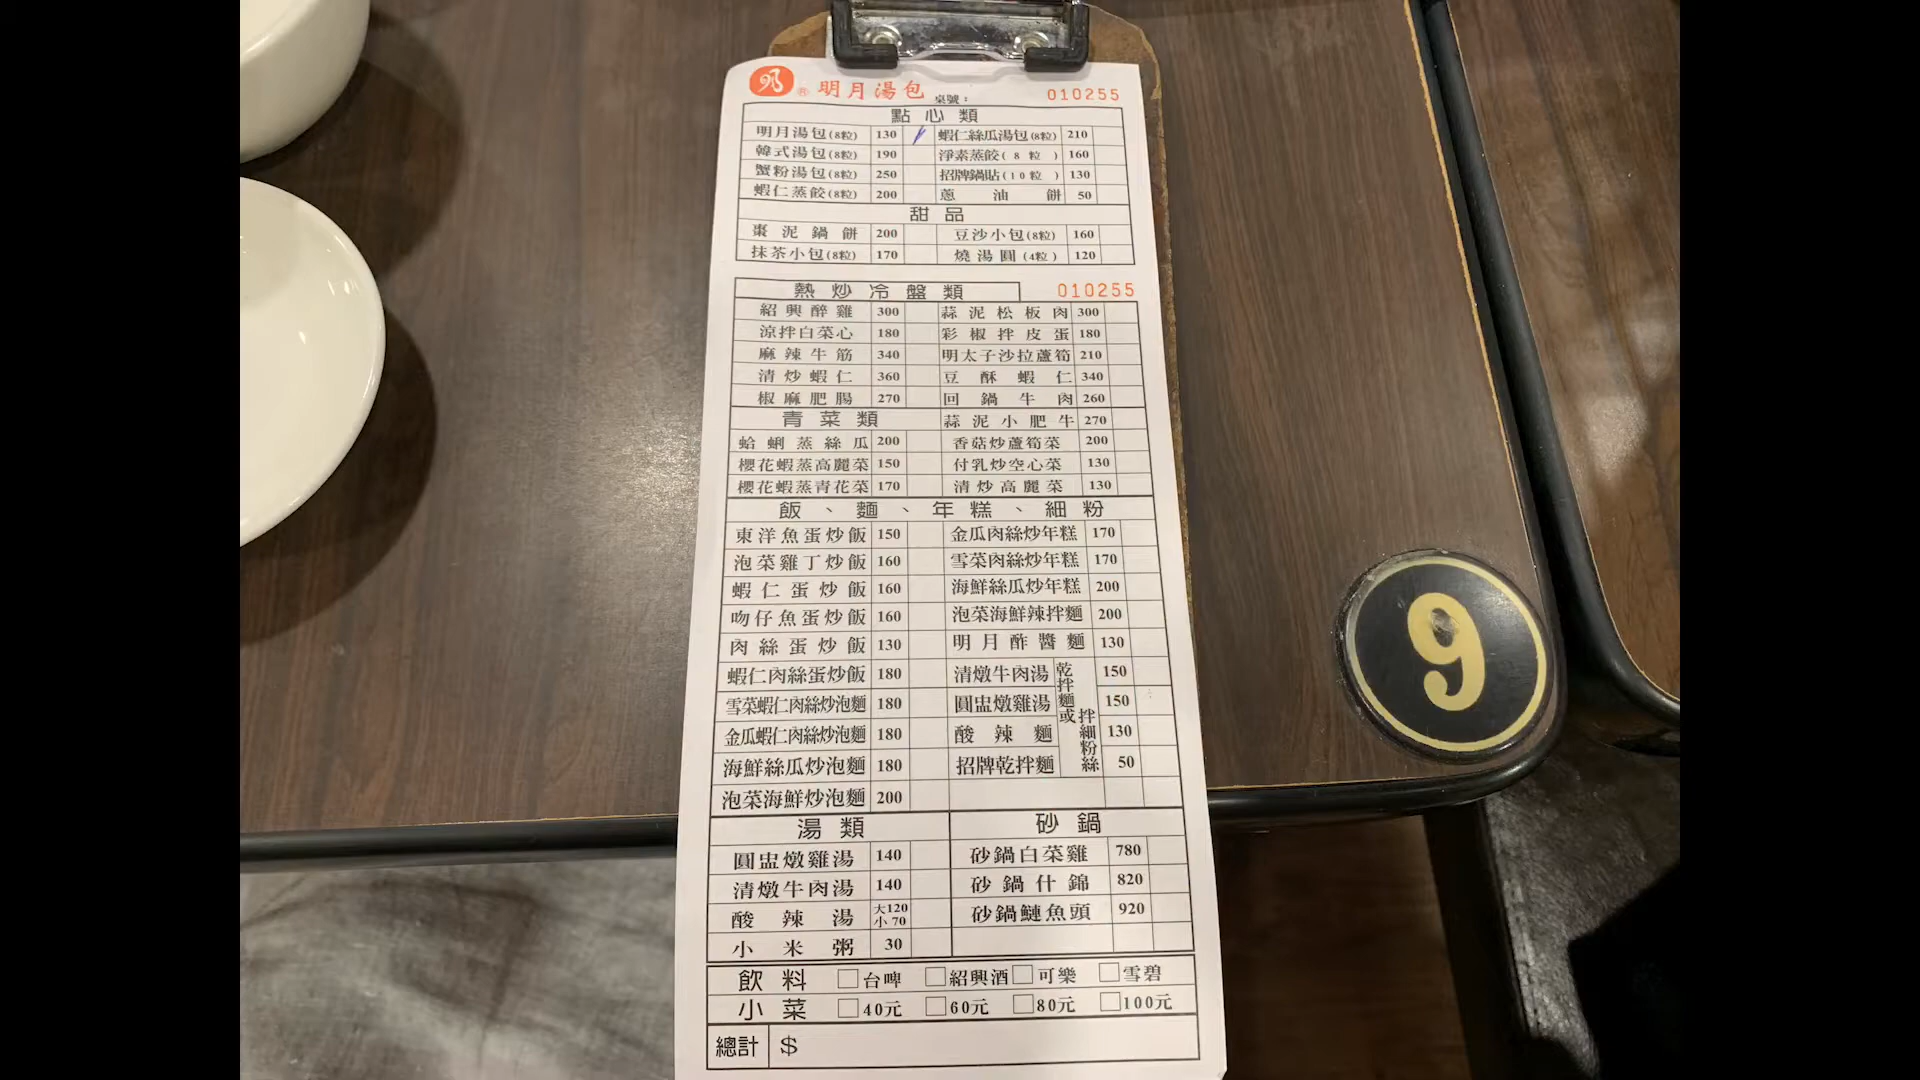 明月湯包 桌號： 010255
點心類
明月湯包(8粒) 130 蝦仁絲瓜湯包(8粒) 210
韓式湯包(8粒) 190 淨素蒸餃(8粒) 160
蟹粉湯包(8粒) 250 招牌鍋貼(10粒) 130
蝦仁蒸餃(8粒) 200 蔥油餅 50
甜品
棗泥鍋餅 200 豆沙小包(8粒) 160
抹茶小包(8粒) 170 燒湯圓(4粒) 120
熱炒冷盤類 010255
紹興醉雞 300 蒜泥松板肉 300
涼拌白菜心 180 彩椒拌皮蛋 180
麻辣牛筋 340 明太子沙拉蘆筍 210
清炒蝦仁 360 豆酥蝦仁 340
椒麻肥腸 270 回鍋牛肉 260
青菜類 蒜泥小肥牛 270
蛤蜊蒸絲瓜 200 香菇炒蘆筍菜 200
櫻花蝦蒸高麗菜 150 付乳炒空心菜 130
櫻花蝦蒸青花菜 170 清炒高麗菜 130
飯、麵、年糕、細粉
東洋魚蛋炒飯 150 金瓜肉絲炒年糕 170
泡菜雞丁炒飯 160 雪菜肉絲炒年糕 170
蝦仁蛋炒飯 160 海鮮絲瓜炒年糕 200
吻仔魚蛋炒飯 160 泡菜海鮮辣拌麵 200
肉絲蛋炒飯 130 明月酢醬麵 130
蝦仁肉絲蛋炒飯 180 清燉牛肉湯 乾拌麵或拌細粉絲 150
雪菜蝦仁肉絲炒泡麵 180 圓盅燉雞湯 150
金瓜蝦仁肉絲炒泡麵 180 酸辣麵 130
海鮮絲瓜炒泡麵 180 招牌乾拌麵 50
泡菜海鮮炒泡麵 200
湯類 砂鍋
圓盅燉雞湯 140 砂鍋白菜雞 780
清燉牛肉湯 140 砂鍋什錦 820
酸辣湯 大120 小70 砂鍋鰱魚頭 920
小米粥 30
飲料 □台啤 □紹興酒 □可樂 □雪碧
小菜 □40元 □60元 □80元 □100元
總計 $
9